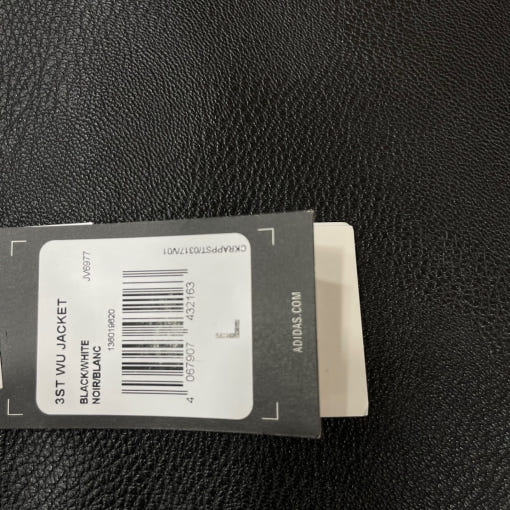 3ST WU JACKET
JV6977
BLACK/WHITE
NOIR/BLANC
136019620
4 067907 432163
L
CKRAPPST/0317/V01
ADIDAS.COM